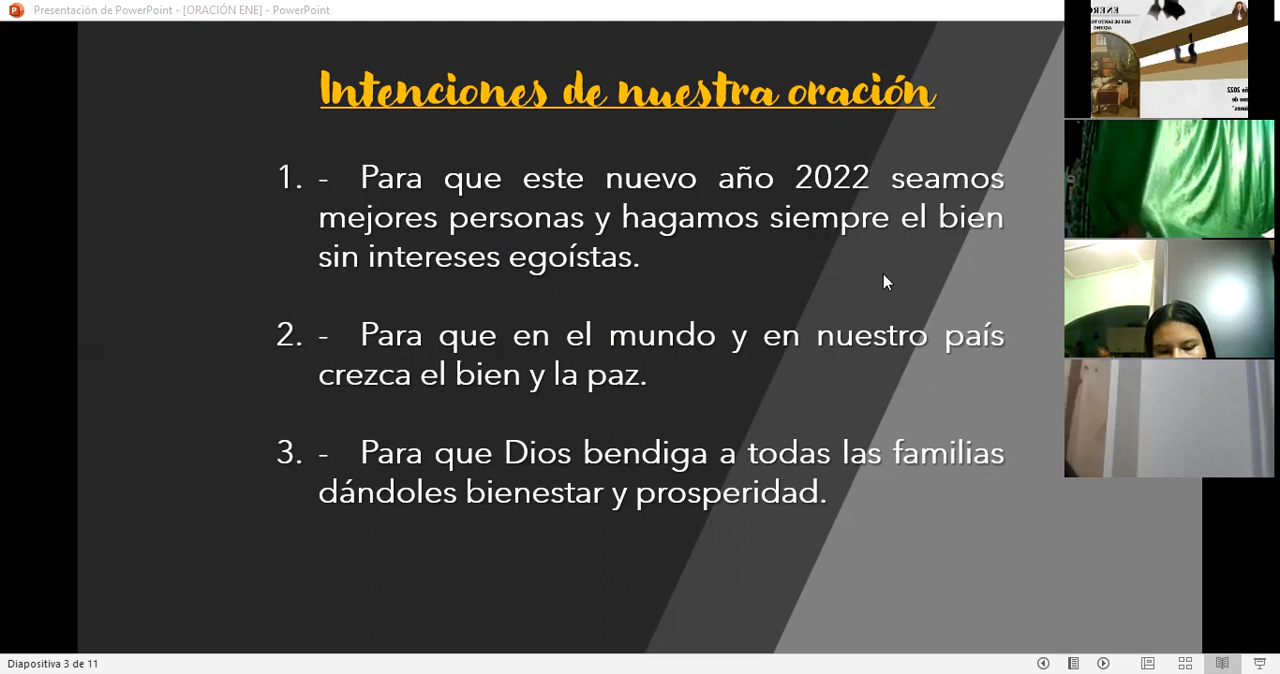 Presentación de PowerPoint - [ORACIÓN ENE] - PowerPoint
Intenciones de nuestra oración
1. - Para que este nuevo año 2022 seamos
mejores personas y hagamos siempre el bien
sin intereses egoístas.
2. - Para que en el mundo y en nuestro país
crezca el bien y la paz.
3. - Para que Dios bendiga a todas las familias
dándoles bienestar y prosperidad.
ENERO
Diapositiva 3 de 11